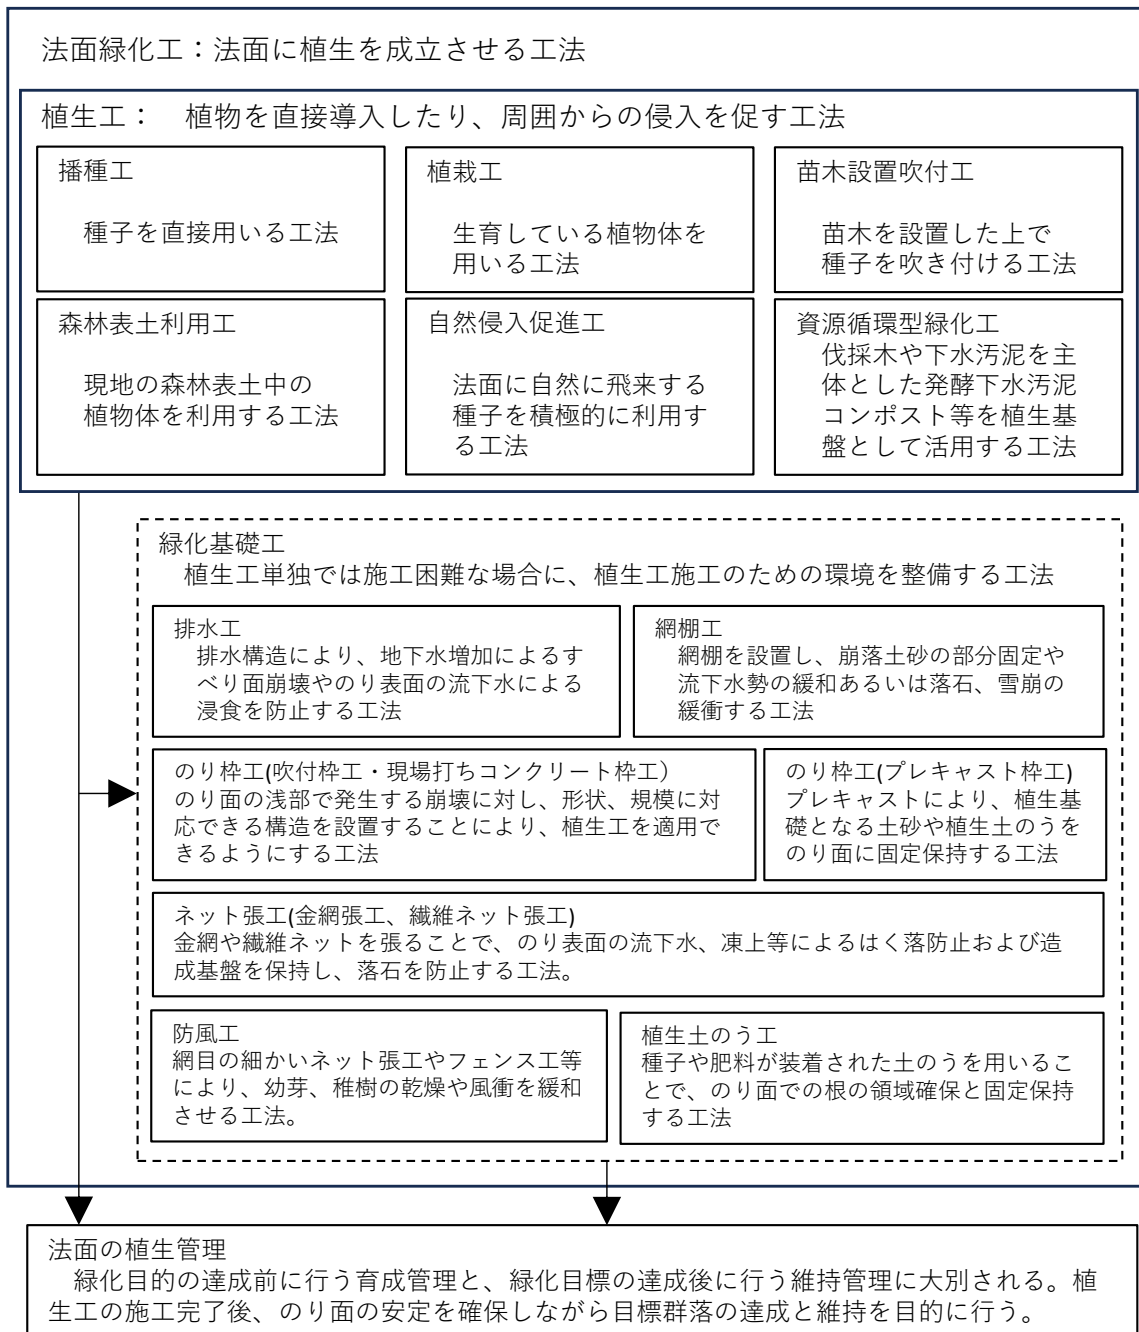 法面緑化工：法面に植生を成立させる工法
植生工：　植物を直接導入したり、周囲からの侵入を促す工法
播種工
種子を直接用いる工法
植栽工
生育している植物体を
用いる工法
苗木設置吹付工
苗木を設置した上で
種子を吹き付ける工法
森林表土利用工
現地の森林表土中の
植物体を利用する工法
自然侵入促進工
法面に自然に飛来する
種子を積極的に利用す
る工法
資源循環型緑化工
伐採木や下水汚泥を主
体とした発酵下水汚泥
コンポスト等を植生基
盤として活用する工法
緑化基礎工
植生工単独では施工困難な場合に、植生工施工のための環境を整備する工法
排水工
排水構造により、地下水増加によるす
べり面崩壊やのり表面の流下水による
浸食を防止する工法
網棚工
網棚を設置し、崩落土砂の部分固定や
流下水勢の緩和あるいは落石、雪崩の
緩衝する工法
のり枠工(吹付枠工・現場打ちコンクリート枠工）
のり面の浅部で発生する崩壊に対し、形状、規模に対
応できる構造を設置することにより、植生工を適用で
きるようにする工法
のり枠工(プレキャスト枠工)
プレキャストにより、植生基
礎となる土砂や植生土のうを
のり面に固定保持する工法
ネット張工(金網張工、繊維ネット張工)
金網や繊維ネットを張ることで、のり表面の流下水、凍上等によるはく落防止および造
成基盤を保持し、落石を防止する工法。
防風工
網目の細かいネット張工やフェンス工等
により、幼芽、稚樹の乾燥や風衝を緩和
させる工法。
植生土のう工
種子や肥料が装着された土のうを用いるこ
とで、のり面での根の領域確保と固定保持
する工法
法面の植生管理
緑化目的の達成前に行う育成管理と、緑化目標の達成後に行う維持管理に大別される。植
生工の施工完了後、のり面の安定を確保しながら目標群落の達成と維持を目的に行う。